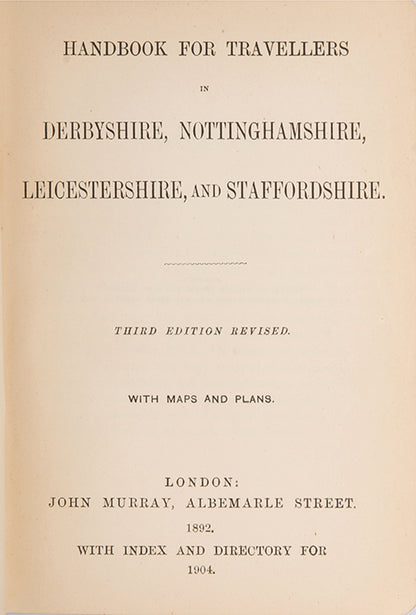 HANDBOOK FOR TRAVELLERS
IN
DERBYSHIRE, NOTTINGHAMSHIRE,
LEICESTERSHIRE, AND STAFFORDSHIRE.
THIRD EDITION REVISED.
WITH MAPS AND PLANS.
LONDON:
JOHN MURRAY, ALBEMARLE STREET.
1892.
WITH INDEX AND DIRECTORY FOR
1904.